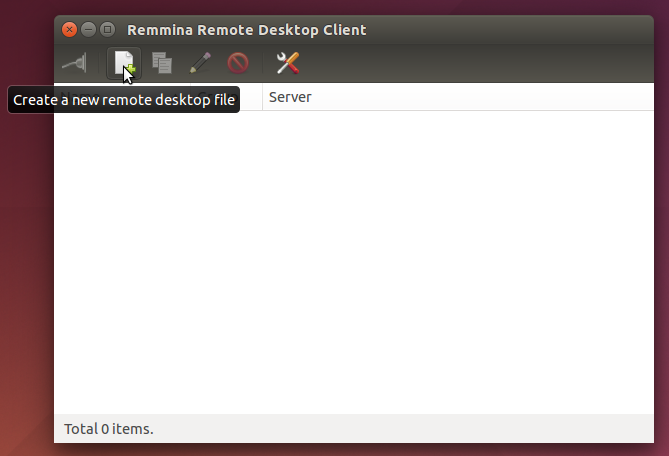 Remmina Remote Desktop Client
Create a new remote desktop file
Server
Total 0 items.